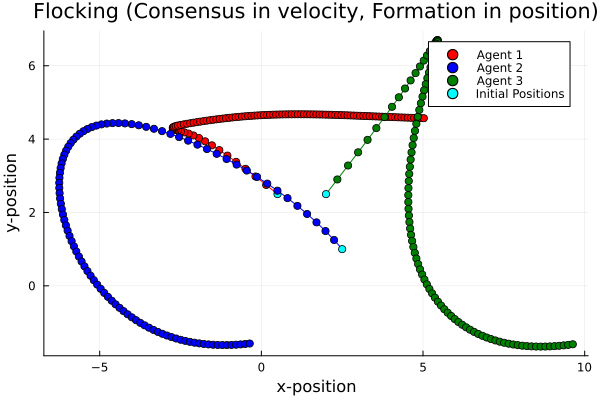 Flocking (Consensus in velocity, Formation in position)
Agent 1
Agent 2
Agent 3
Initial Positions
y-position
6
4
2
0
−5
0
5
10
x-position